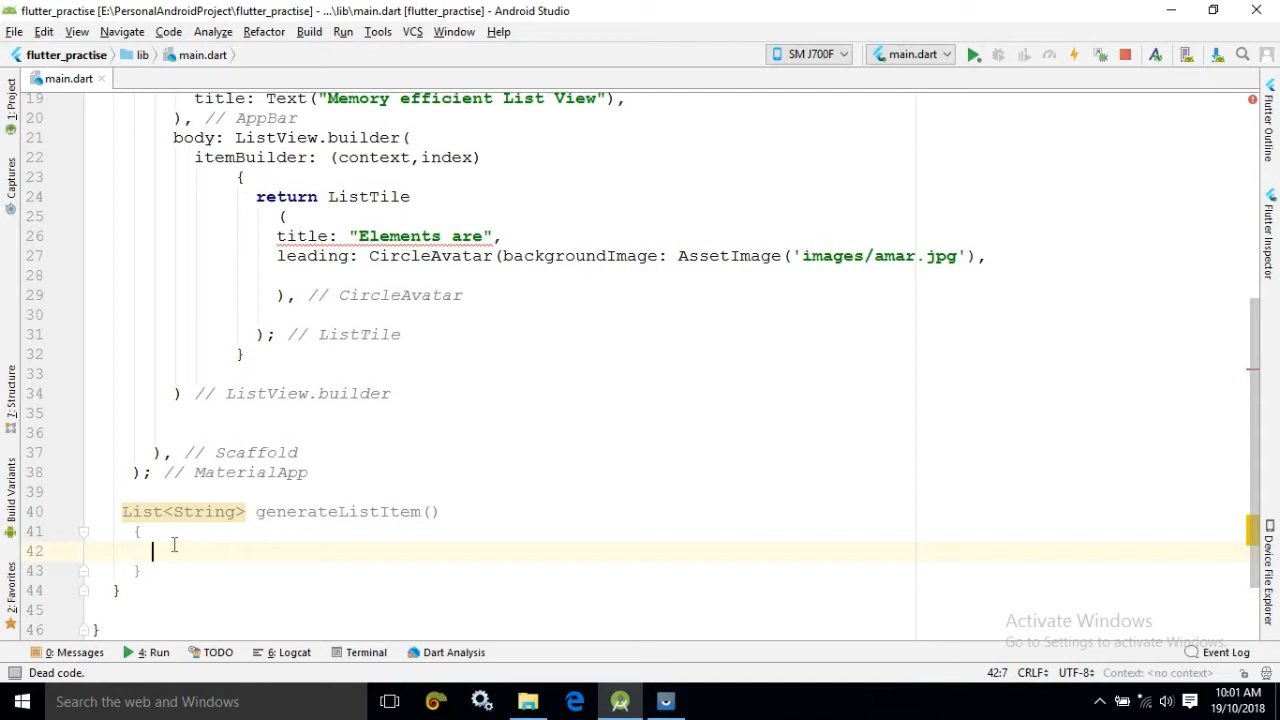 flutter_practise [E:\PersonalAndroidProject\flutter_practise] - ...\lib\main.dart [flutter_practise] - Android Studio
File Edit View Navigate Code Analyze Refactor Build Run Tools VCS Window Help
flutter_practise lib main.dart SM J700F main.dart
main.dart
1: Project
Captures
7: Structure
Build Variants
2: Favorites
19 title: Text("Memory efficient List View"),
20 ), // AppBar
21 body: ListView.builder(
22 itemBuilder: (context,index)
23 {
24 return ListTile
25 (
26 title: "Elements are",
27 leading: CircleAvatar(backgroundImage: AssetImage('images/amar.jpg'),
28
29 ), // CircleAvatar
30
31 ); // ListTile
32 }
33
34 ) // ListView.builder
35
36
37 ), // Scaffold
38 ); // MaterialApp
39
40 List<String> generateListItem()
41 {
42
43 }
44 }
45
46 }
Flutter Outline
Flutter Inspector
Device File Explorer
Activate Windows
Go to Settings to activate Windows.
0: Messages 4: Run TODO 6: Logcat Terminal Dart Analysis Event Log
Dead code. 42:7 CRLF UTF-8 Context: <no context>
Search the web and Windows
10:01 AM
19/10/2018